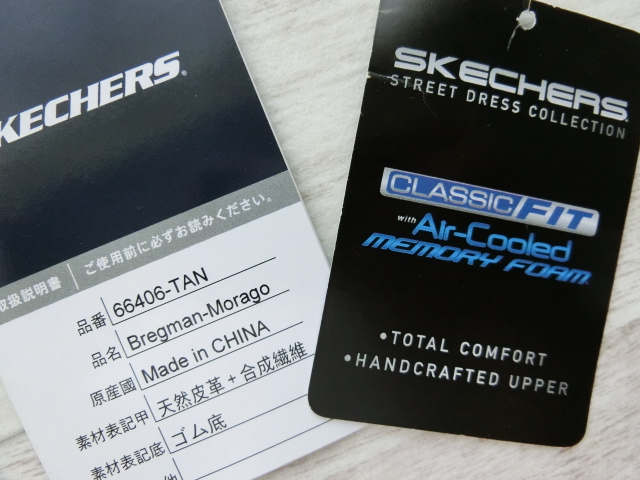 SKECHERS
取扱説明書 ご使用前に必ずお読みください。
品番 66406-TAN
品名 Bregman-Morago
原産國 Made in CHINA
素材表記甲 天然皮革+合成繊維
素材表記底 ゴム底
他
SKECHERS
STREET DRESS COLLECTION
CLASSIC FIT
with Air-Cooled
MEMORY FOAM
• TOTAL COMFORT
• HANDCRAFTED UPPER